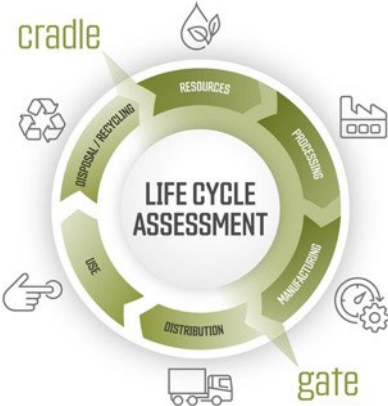 cradle
RESOURCES
PROCESSING
MANUFACTURING
gate
DISTRIBUTION
USE
DISPOSAL / RECYCLING
LIFE CYCLE
ASSESSMENT